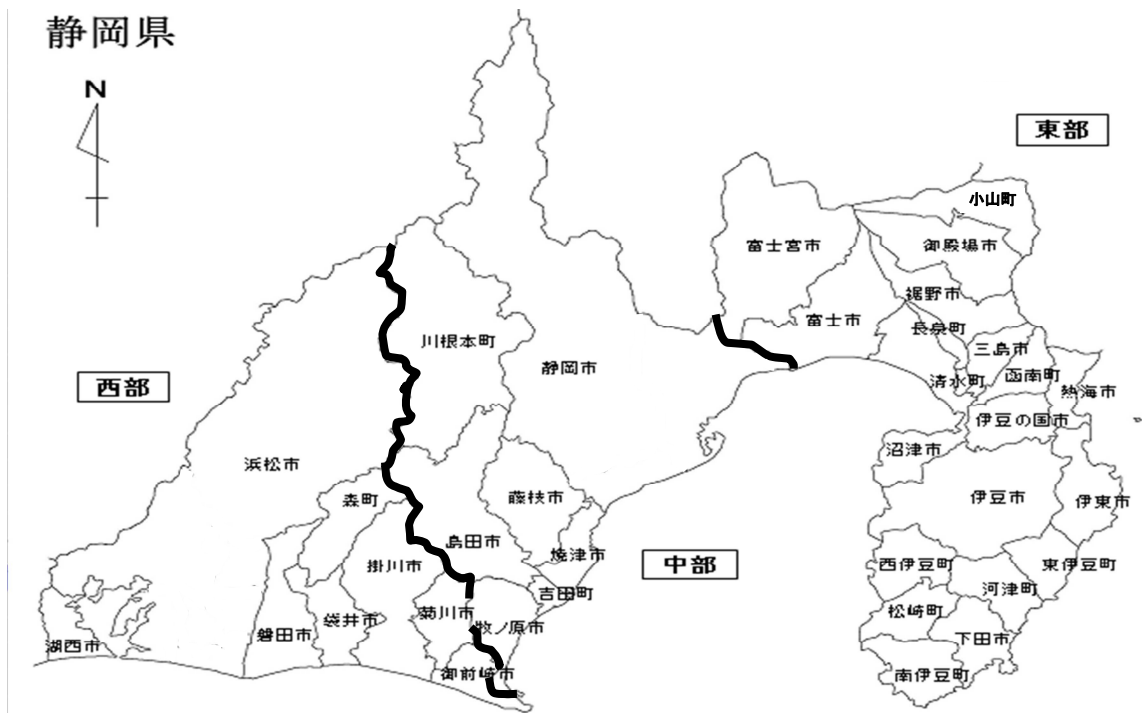 静岡県
N
東部
小山町
富士宮市
御殿場市
裾野市
富士市
長泉町
川根本町
三島市
静岡市
函南町
清水町
熱海市
西部
伊豆の国市
沼津市
浜松市
森町
藤枝市
伊豆市
伊東市
島田市
焼津市
掛川市
中部
西伊豆町
東伊豆町
河津町
吉田町
菊川市
松崎町
袋井市
牧ノ原市
磐田市
下田市
湖西市
御前崎市
南伊豆町